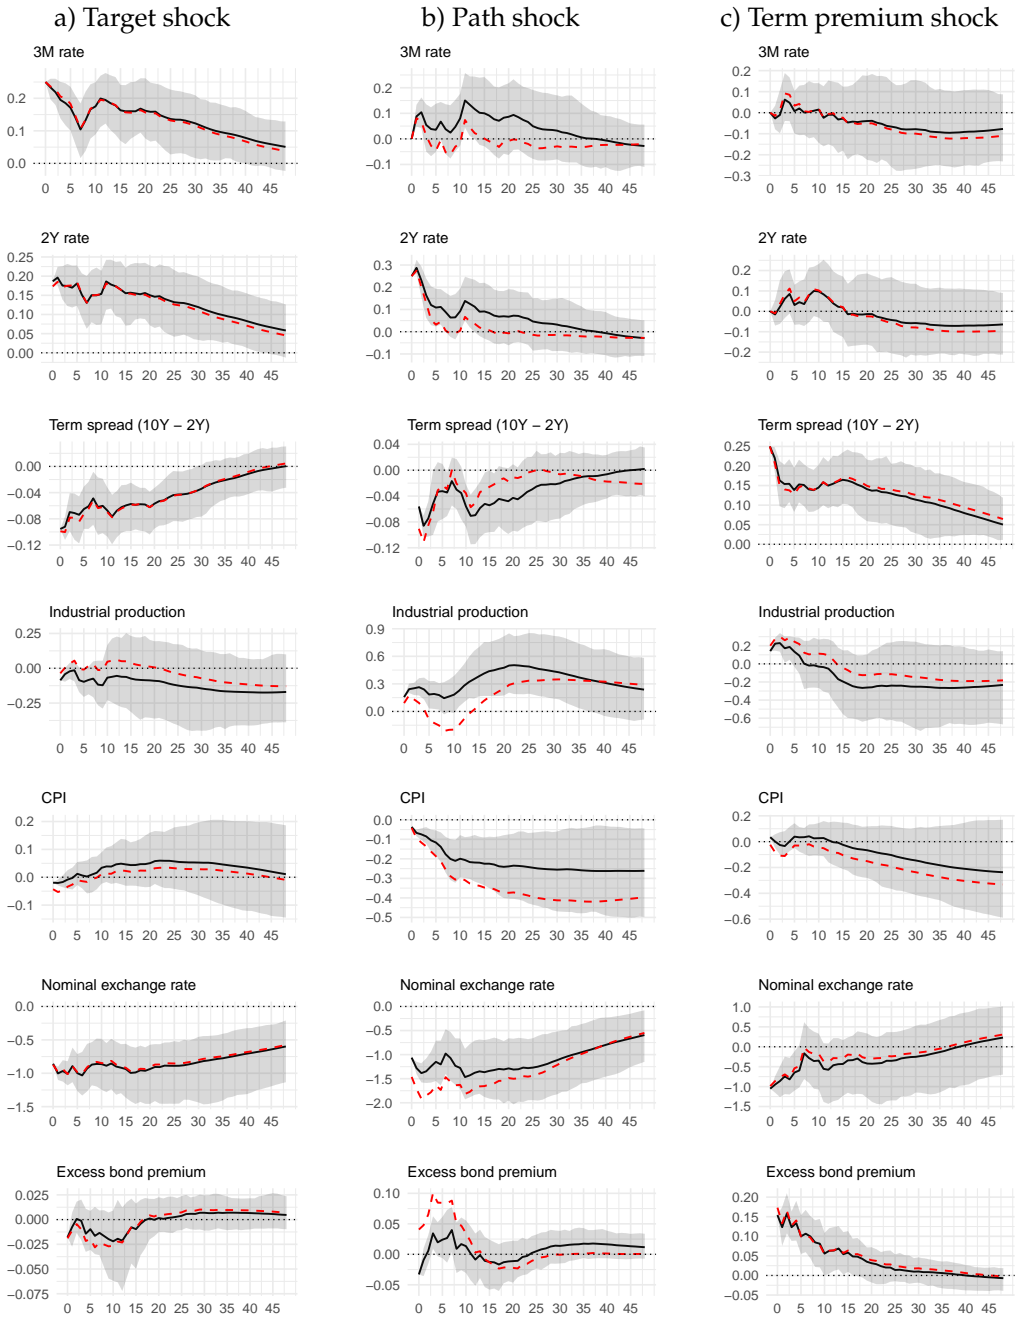 a) Target shock b) Path shock c) Term premium shock
3M rate 3M rate 3M rate
0.2 0.1 0.0
0 5 10 15 20 25 30 35 40 45
0.2 0.1 0.0 −0.1
0 5 10 15 20 25 30 35 40 45
0.2 0.1 0.0 −0.1 −0.2 −0.3
0 5 10 15 20 25 30 35 40 45
2Y rate 2Y rate 2Y rate
0.25 0.20 0.15 0.10 0.05 0.00
0 5 10 15 20 25 30 35 40 45
0.3 0.2 0.1 0.0 −0.1
0 5 10 15 20 25 30 35 40 45
0.2 0.1 0.0 −0.1 −0.2
0 5 10 15 20 25 30 35 40 45
Term spread (10Y − 2Y) Term spread (10Y − 2Y) Term spread (10Y − 2Y)
0.00 −0.04 −0.08 −0.12
0 5 10 15 20 25 30 35 40 45
0.04 0.00 −0.04 −0.08 −0.12
0 5 10 15 20 25 30 35 40 45
0.25 0.20 0.15 0.10 0.05 0.00
0 5 10 15 20 25 30 35 40 45
Industrial production Industrial production Industrial production
0.25 0.00 −0.25
0 5 10 15 20 25 30 35 40 45
0.9 0.6 0.3 0.0
0 5 10 15 20 25 30 35 40 45
0.2 0.0 −0.2 −0.4 −0.6
0 5 10 15 20 25 30 35 40 45
CPI CPI CPI
0.2 0.1 0.0 −0.1
0 5 10 15 20 25 30 35 40 45
0.0 −0.1 −0.2 −0.3 −0.4 −0.5
0 5 10 15 20 25 30 35 40 45
0.2 0.0 −0.2 −0.4 −0.6
0 5 10 15 20 25 30 35 40 45
Nominal exchange rate Nominal exchange rate Nominal exchange rate
0.0 −0.5 −1.0 −1.5
0 5 10 15 20 25 30 35 40 45
0.0 −0.5 −1.0 −1.5 −2.0
0 5 10 15 20 25 30 35 40 45
1.0 0.5 0.0 −0.5 −1.0 −1.5
0 5 10 15 20 25 30 35 40 45
Excess bond premium Excess bond premium Excess bond premium
0.025 0.000 −0.025 −0.050 −0.075
0 5 10 15 20 25 30 35 40 45
0.10 0.05 0.00 −0.05
0 5 10 15 20 25 30 35 40 45
0.20 0.15 0.10 0.05 0.00 −0.05
0 5 10 15 20 25 30 35 40 45